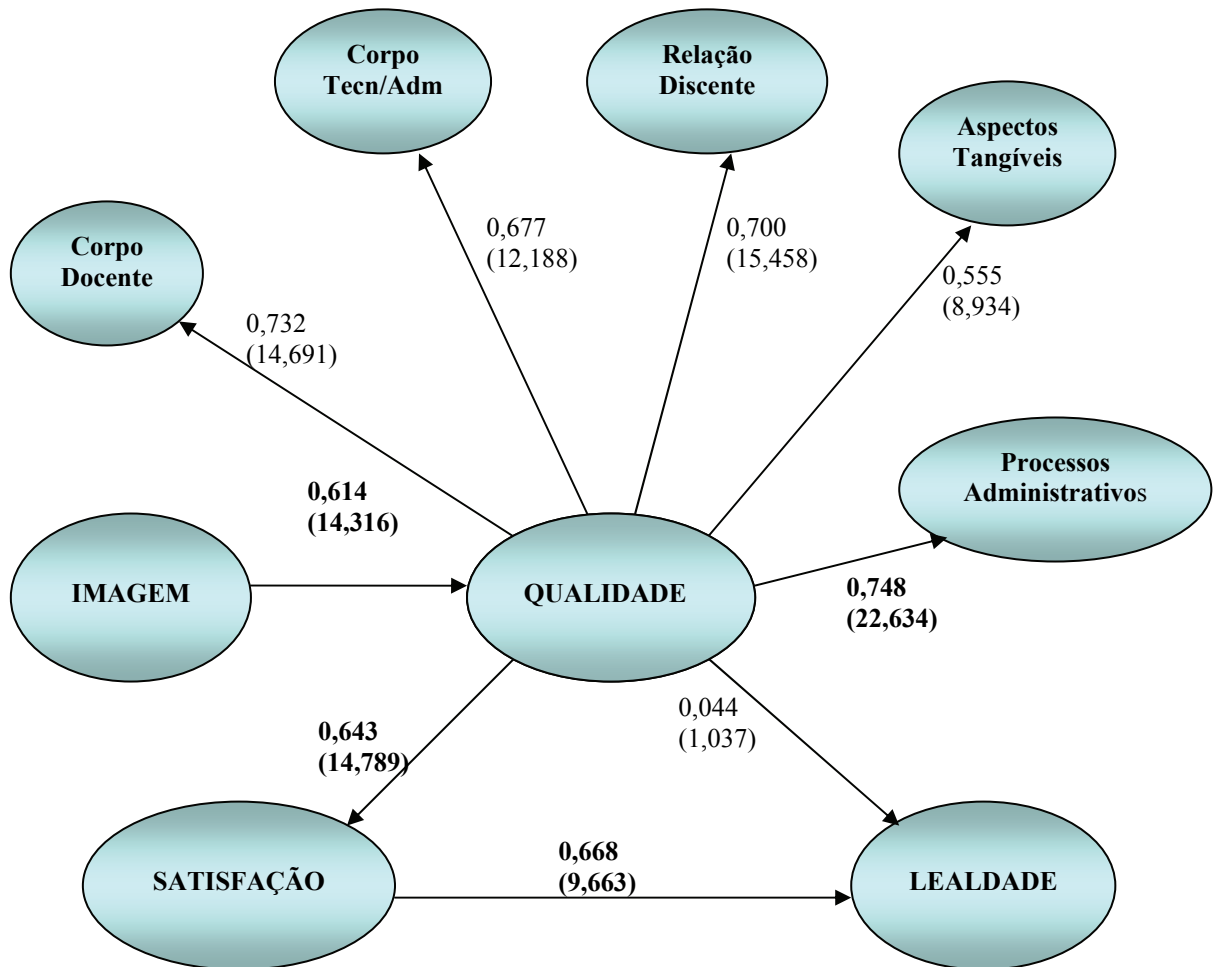 Corpo
Tecn/Adm
Relação
Discente
Aspectos
Tangíveis
Corpo
Docente
0,677
(12,188)
0,700
(15,458)
0,555
(8,934)
0,732
(14,691)
Processos
Administrativos
0,614
(14,316)
IMAGEM
QUALIDADE
0,748
(22,634)
0,643
(14,789)
0,044
(1,037)
SATISFAÇÃO
0,668
(9,663)
LEALDADE